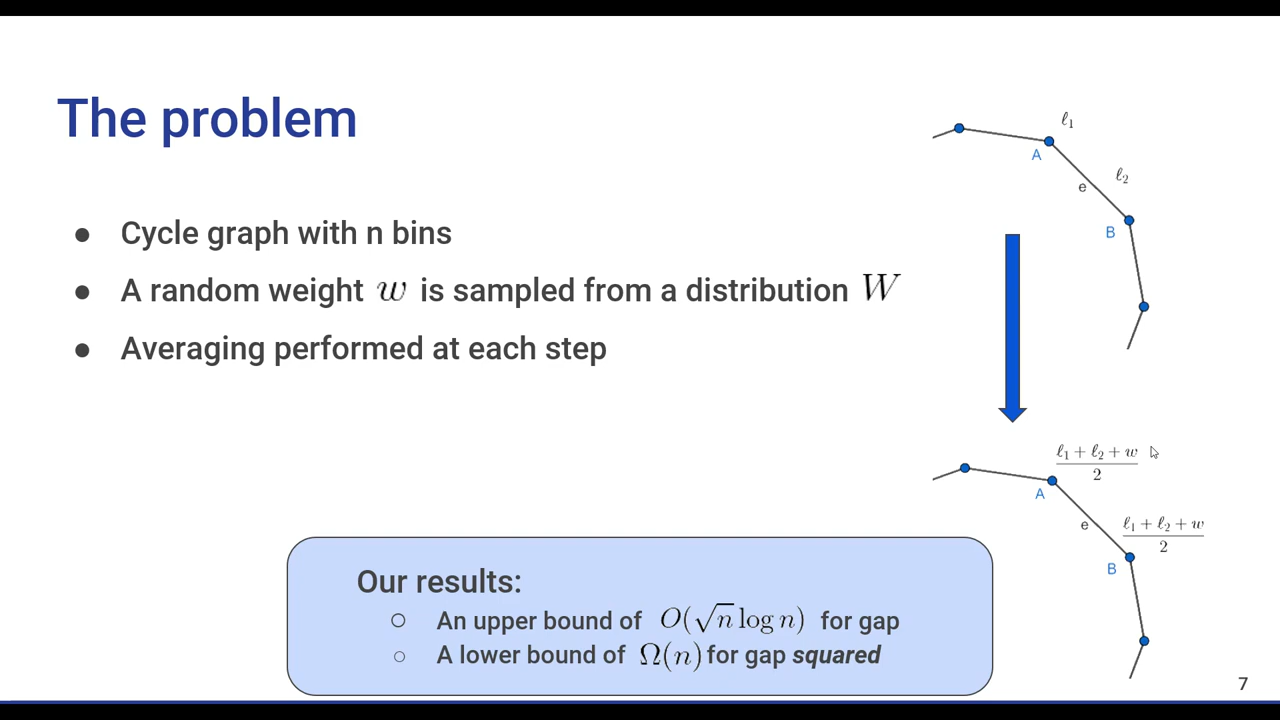 The problem
● Cycle graph with n bins
● A random weight w is sampled from a distribution W
● Averaging performed at each step
ℓ₁
A
ℓ₂
e
B
(ℓ₁ + ℓ₂ + w)/2
A
e
(ℓ₁ + ℓ₂ + w)/2
B
Our results:
○ An upper bound of O(√n log n) for gap
○ A lower bound of Ω(n) for gap squared
7